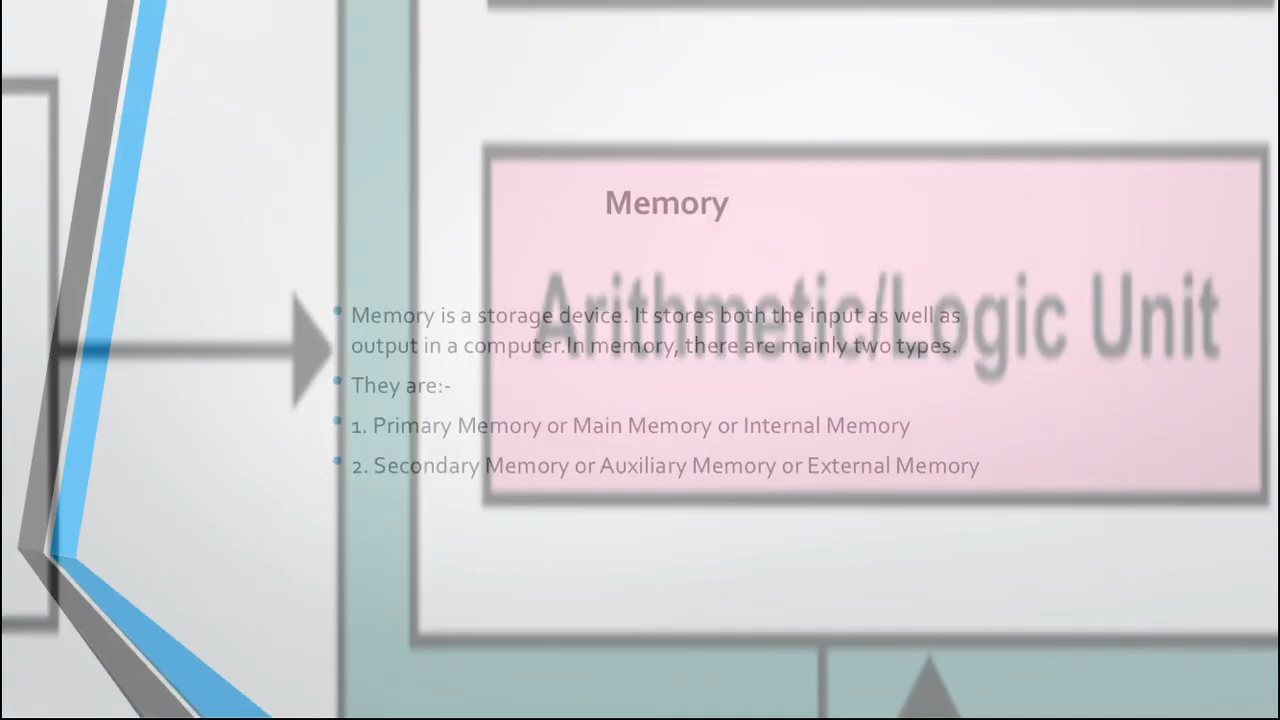 Memory
Arithmetic/Logic Unit
Memory is a storage device. It stores both the input as well as
output in a computer.In memory, there are mainly two types.
They are:-
1. Primary Memory or Main Memory or Internal Memory
2. Secondary Memory or Auxiliary Memory or External Memory